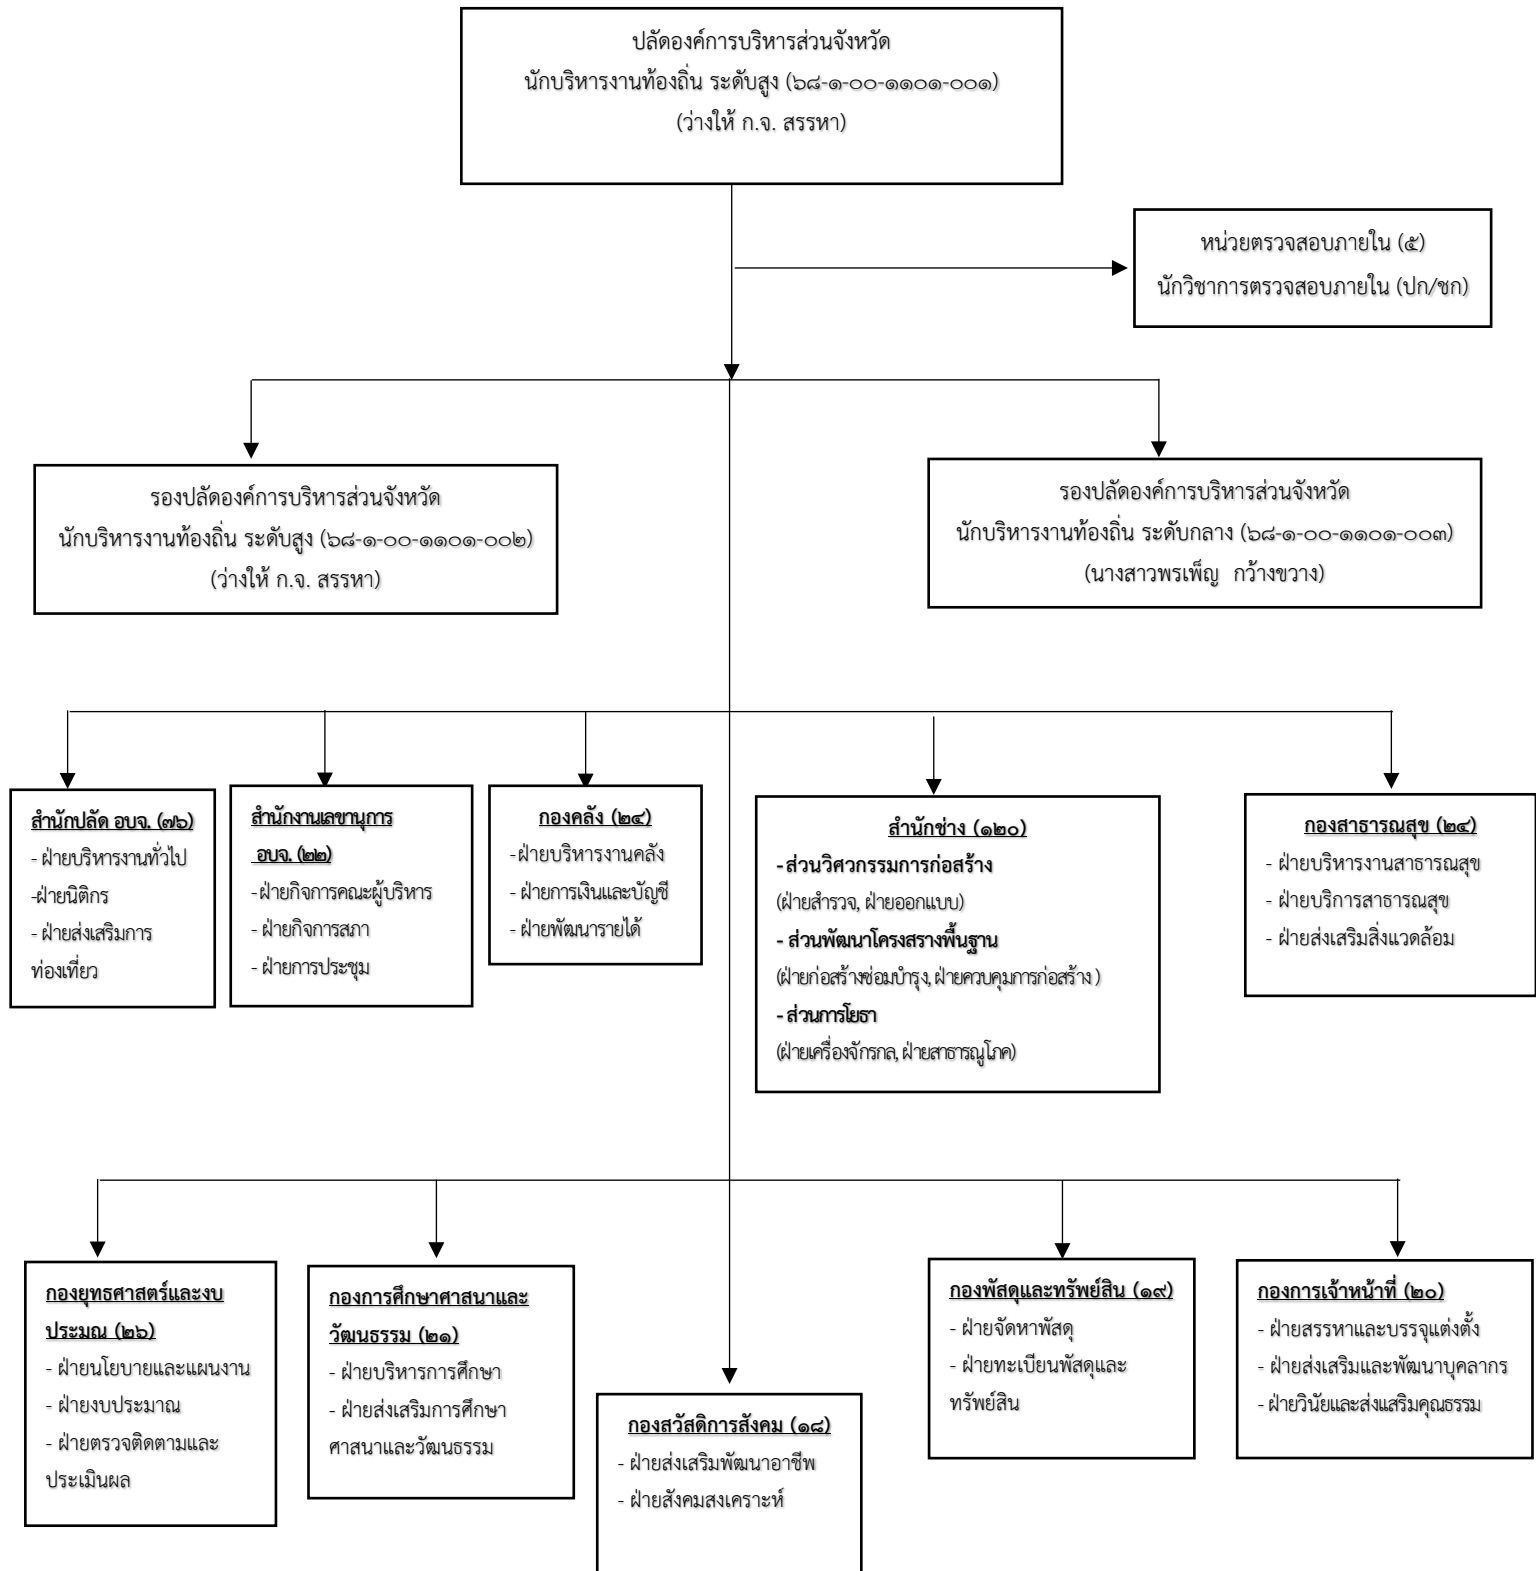 ปลัดองค์การบริหารส่วนจังหวัด
นักบริหารงานท้องถิ่น ระดับสูง (๖๘-๑-๐๐-๑๑๐๑-๐๐๑)
(ว่างให้ ก.จ. สรรหา)
หน่วยตรวจสอบภายใน (๕)
นักวิชาการตรวจสอบภายใน (ปก/ชก)
รองปลัดองค์การบริหารส่วนจังหวัด
นักบริหารงานท้องถิ่น ระดับสูง (๖๘-๑-๐๐-๑๑๐๑-๐๐๒)
(ว่างให้ ก.จ. สรรหา)
รองปลัดองค์การบริหารส่วนจังหวัด
นักบริหารงานท้องถิ่น ระดับกลาง (๖๘-๑-๐๐-๑๑๐๑-๐๐๓)
(นางสาวพรเพ็ญ กว้างขวาง)
สำนักปลัด อบจ. (๗๖)
- ฝ่ายบริหารงานทั่วไป
-ฝ่ายนิติกร
- ฝ่ายส่งเสริมการ
ท่องเที่ยว
สำนักงานเลขานุการ
อบจ. (๒๒)
- ฝ่ายกิจการคณะผู้บริหาร
- ฝ่ายกิจการสภา
- ฝ่ายการประชุม
กองคลัง (๒๔)
-ฝ่ายบริหารงานคลัง
- ฝ่ายการเงินและบัญชี
- ฝ่ายพัฒนารายได้
สำนักช่าง (๑๒๐)
- ส่วนวิศวกรรมการก่อสร้าง
(ฝ่ายสำรวจ, ฝ่ายออกแบบ)
- ส่วนพัฒนาโครงสรางพื้นฐาน
(ฝ่ายก่อสร้างซ่อมบำรุง, ฝ่ายควบคุมการก่อสร้าง )
- ส่วนการโยธา
(ฝ่ายเครื่องจักรกล, ฝ่ายสาธารณูโภค)
กองสาธารณสุข (๒๔)
- ฝ่ายบริหารงานสาธารณสุข
- ฝ่ายบริการสาธารณสุข
- ฝ่ายส่งเสริมสิ่งแวดล้อม
กองยุทธศาสตร์และงบ
ประมณ (๒๖)
- ฝ่ายนโยบายและแผนงาน
- ฝ่ายงบประมาณ
- ฝ่ายตรวจติดตามและ
ประเมินผล
กองการศึกษาศาสนาและ
วัฒนธรรม (๒๑)
- ฝ่ายบริหารการศึกษา
- ฝ่ายส่งเสริมการศึกษา
ศาสนาและวัฒนธรรม
กองสวัสดิการสังคม (๑๘)
- ฝ่ายส่งเสริมพัฒนาอาชีพ
- ฝ่ายสังคมสงเคราะห์
กองพัสดุและทรัพย์สิน (๑๙)
- ฝ่ายจัดหาพัสดุ
- ฝ่ายทะเบียนพัสดุและ
ทรัพย์สิน
กองการเจ้าหน้าที่ (๒๐)
- ฝ่ายสรรหาและบรรจุแต่งตั้ง
- ฝ่ายส่งเสริมและพัฒนาบุคลากร
- ฝ่ายวินัยและส่งเสริมคุณธรรม